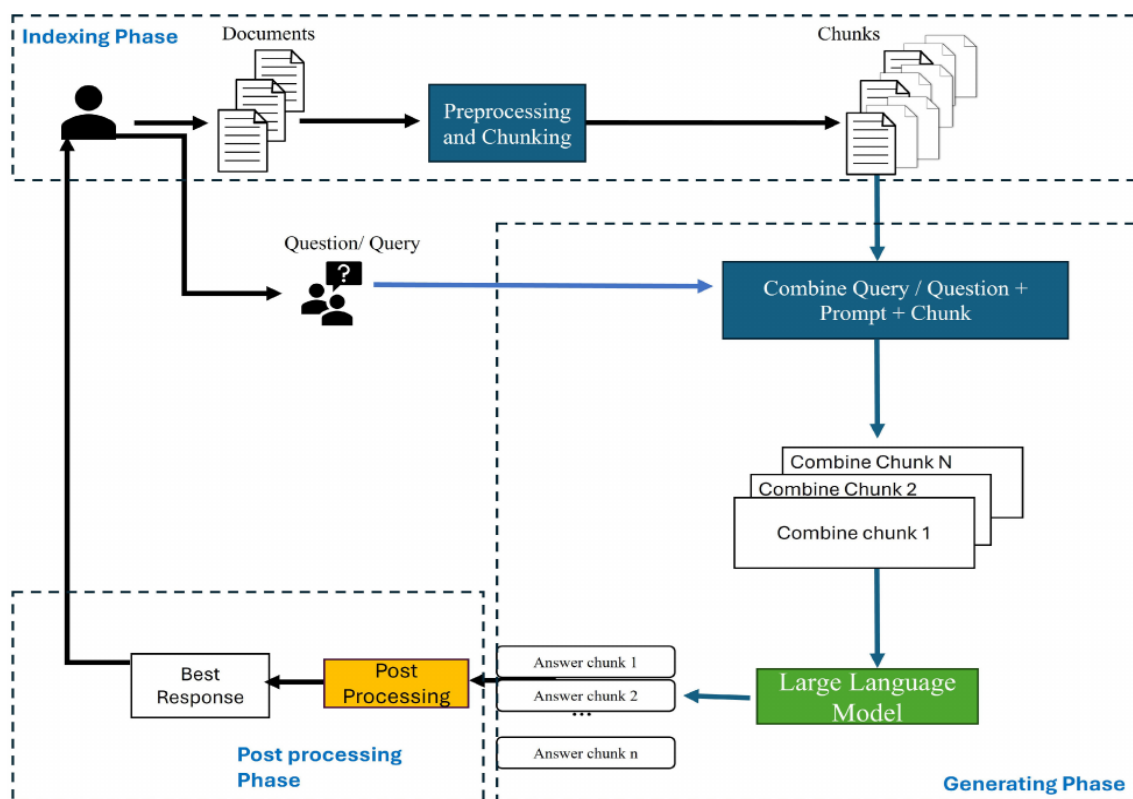 Indexing Phase
Documents
Chunks
Preprocessing
and Chunking
Question/ Query
?
Combine Query / Question +
Prompt + Chunk
Combine Chunk N
Combine Chunk 2
Combine chunk 1
Large Language
Model
Answer chunk 1
Answer chunk 2
...
Answer chunk n
Post
Processing
Best
Response
Post processing
Phase
Generating Phase